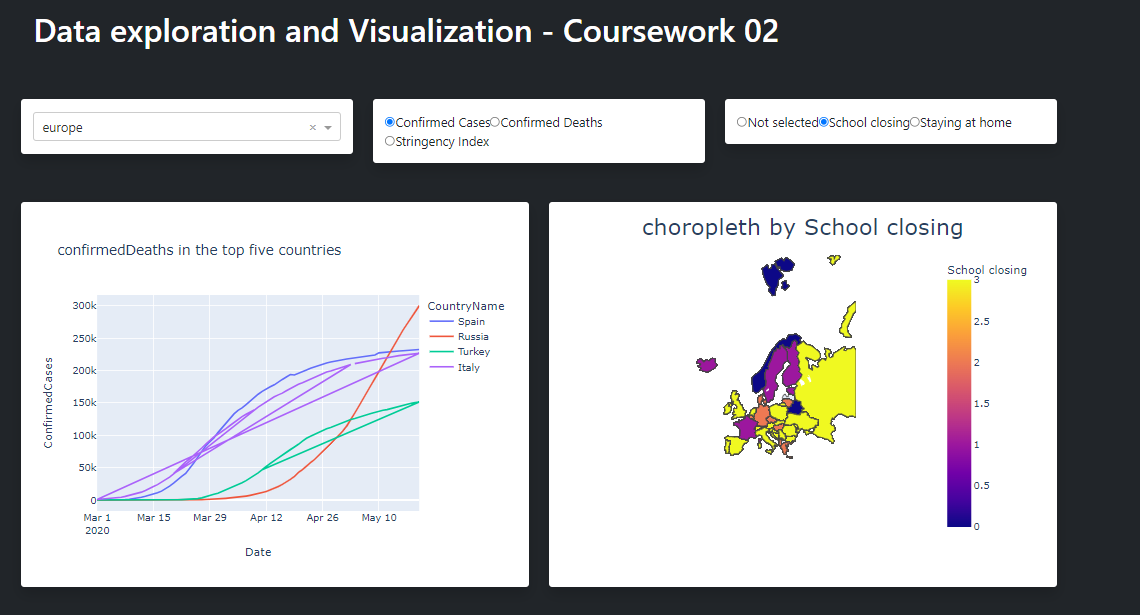 Data exploration and Visualization - Coursework 02
europe
Confirmed Cases Confirmed Deaths
Stringency Index
Not selected School closing Staying at home
confirmedDeaths in the top five countries
300k
250k
200k
150k
100k
50k
0
ConfirmedCases
Mar 1 Mar 15 Mar 29 Apr 12 Apr 26 May 10
2020
Date
CountryName
Spain
Russia
Turkey
Italy
choropleth by School closing
School closing
3
2.5
2
1.5
1
0.5
0